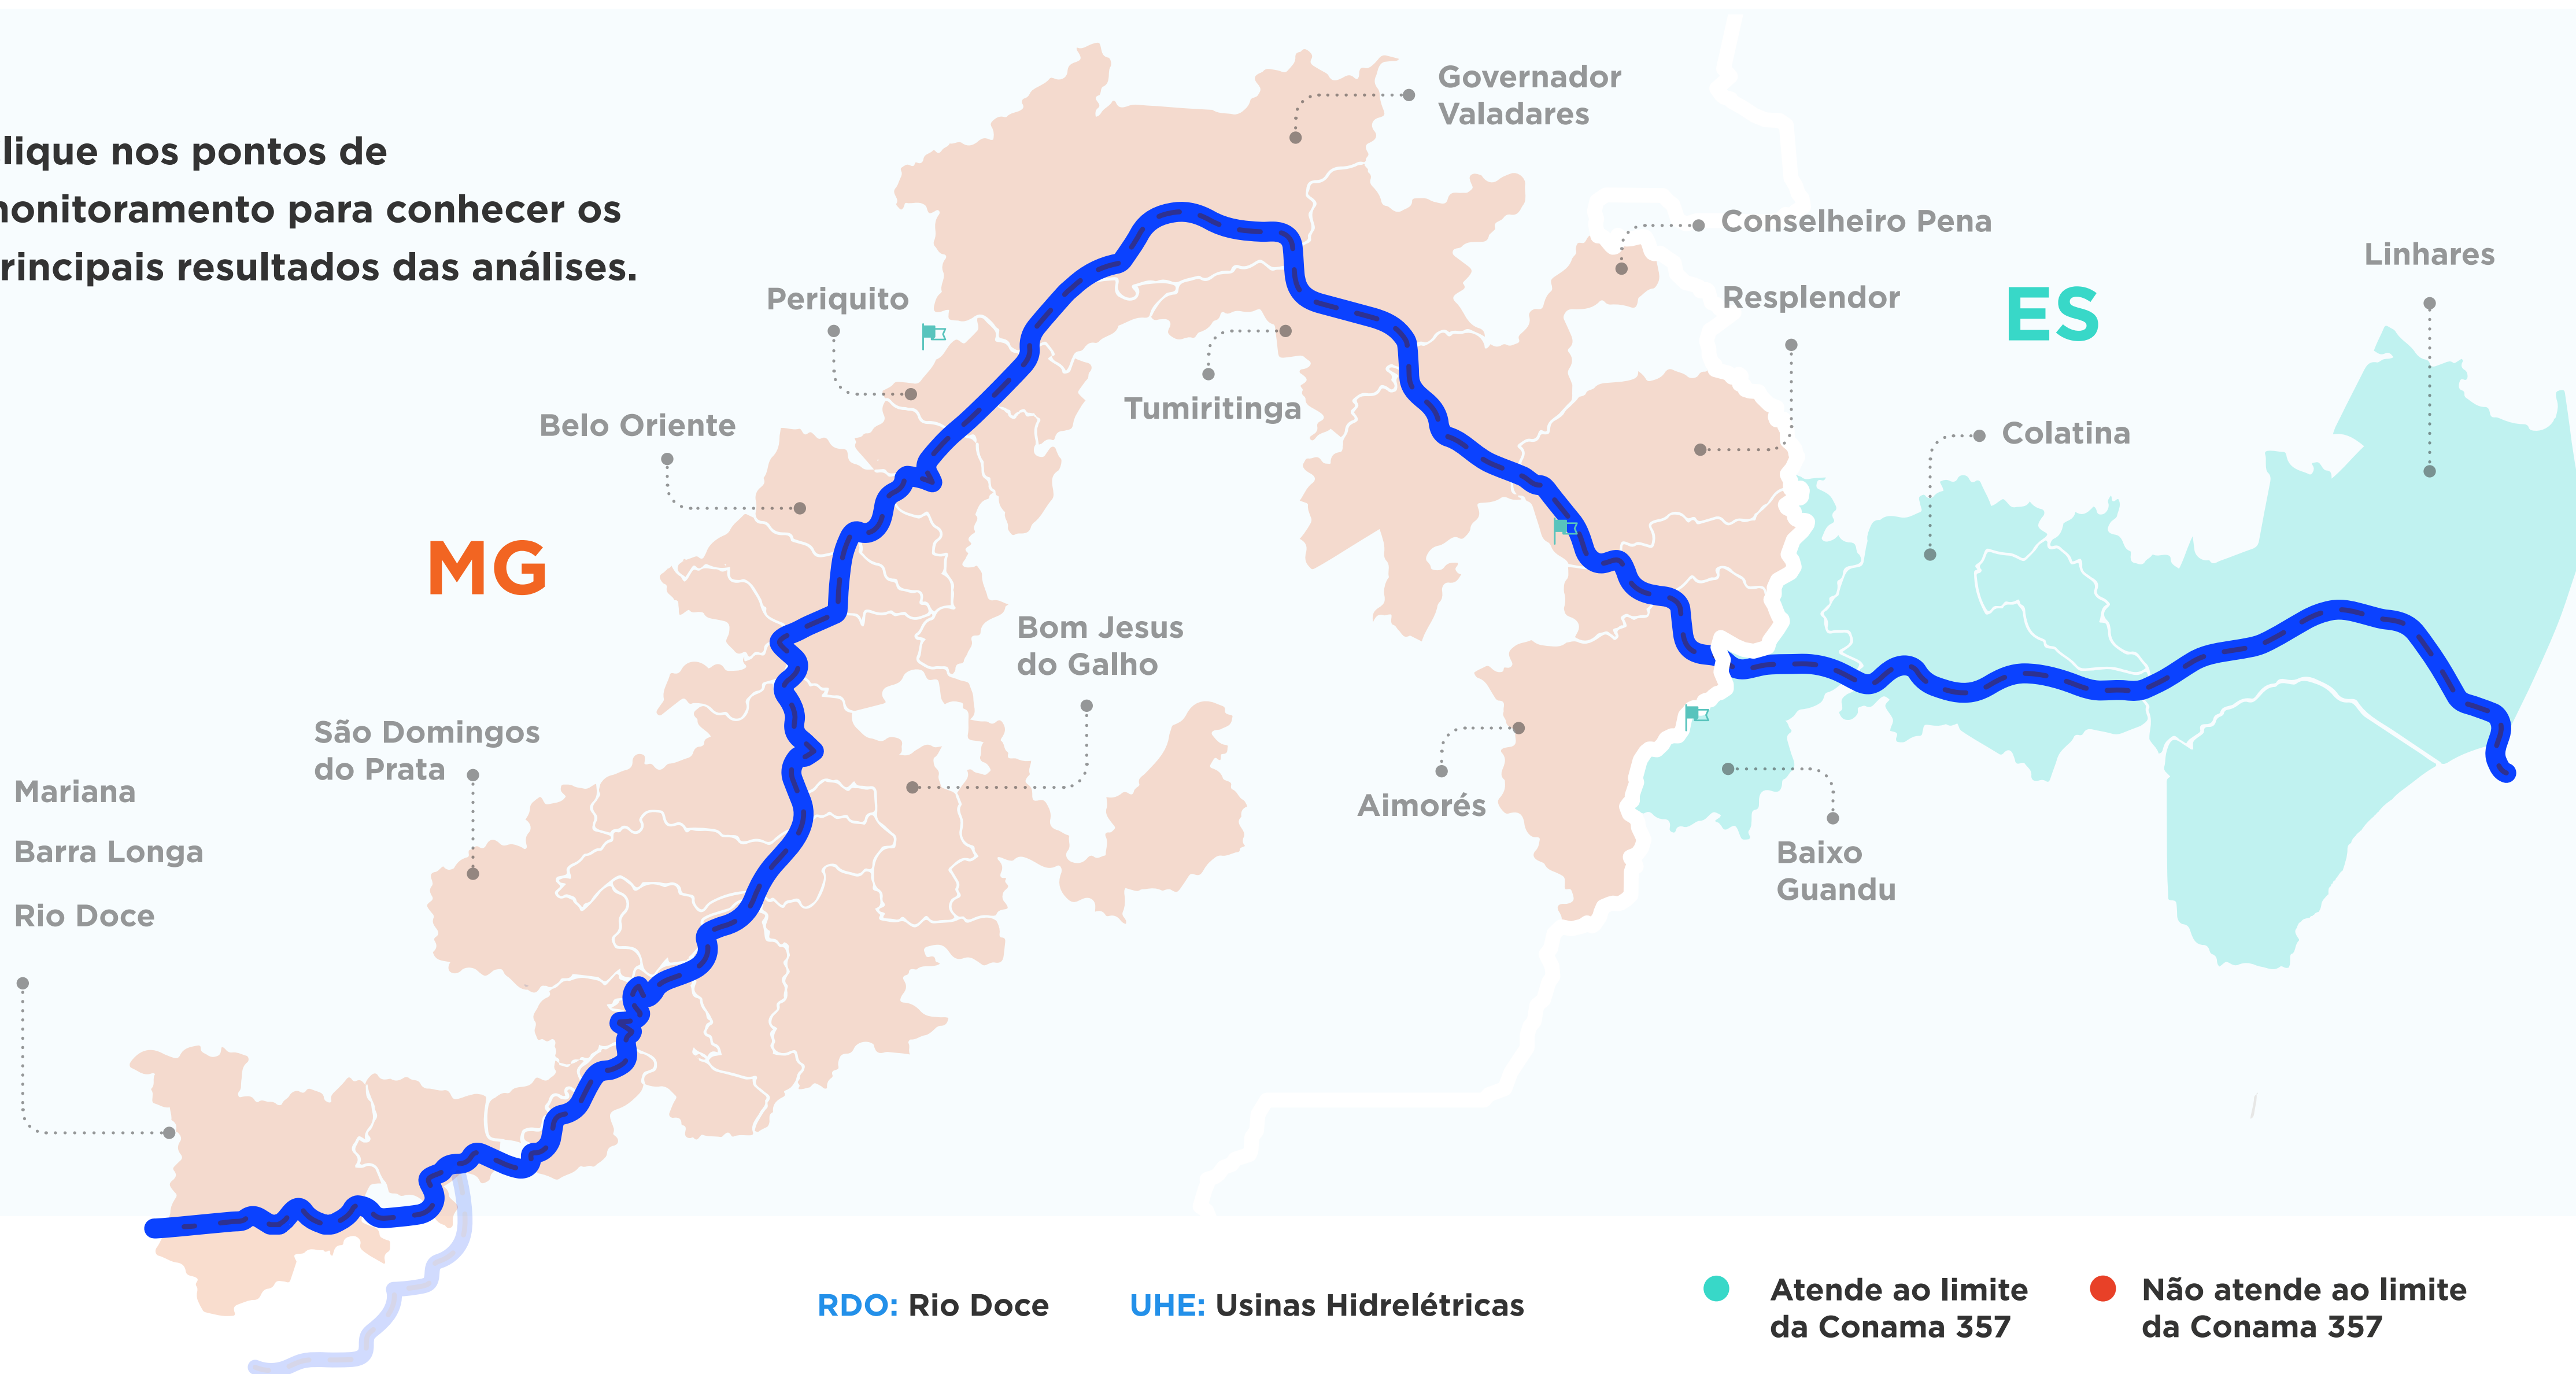 lique nos pontos de
onitoramento para conhecer os
rincipais resultados das análises.
Governador
Valadares
Conselheiro Pena
Linhares
Resplendor
ES
Periquito
Tumiritinga
Belo Oriente
Colatina
MG
Bom Jesus
do Galho
São Domingos
do Prata
Mariana
Aimorés
Barra Longa
Baixo
Guandu
Rio Doce
RDO: Rio Doce
UHE: Usinas Hidrelétricas
Atende ao limite
da Conama 357
Não atende ao limite
da Conama 357